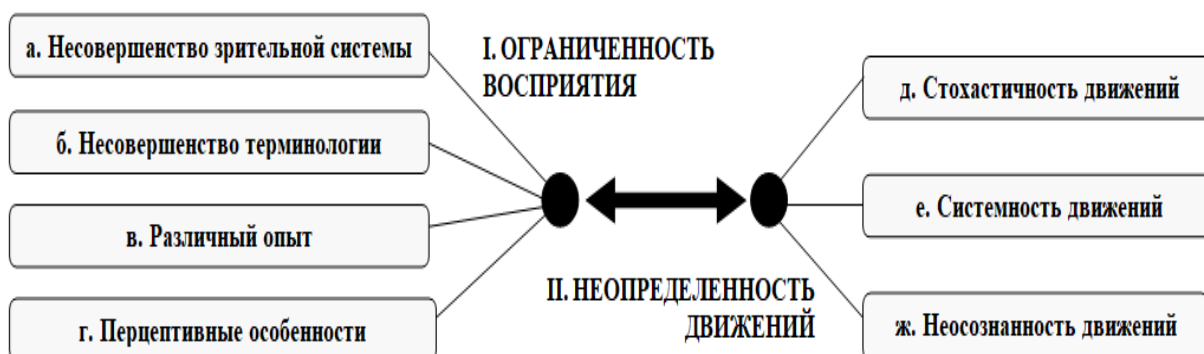 а. Несовершенство зрительной системы
б. Несовершенство терминологии
в. Различный опыт
г. Перцептивные особенности
I. ОГРАНИЧЕННОСТЬ
ВОСПРИЯТИЯ
II. НЕОПРЕДЕЛЕННОСТЬ
ДВИЖЕНИЙ
д. Стохастичность движений
е. Системность движений
ж. Неосознанность движений